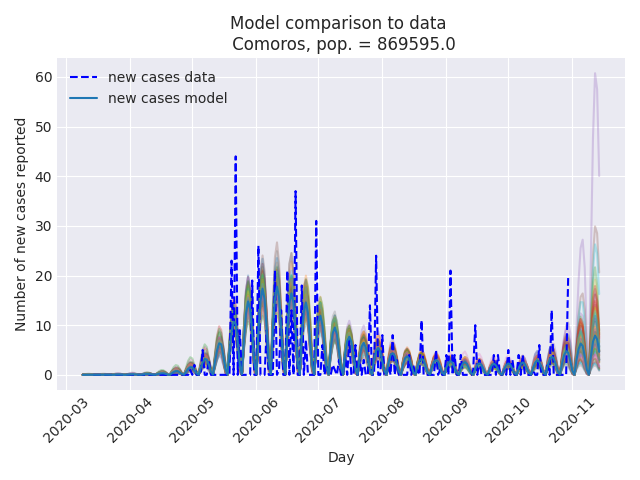 Model comparison to data
Comoros, pop. = 869595.0
new cases data
new cases model
Number of new cases reported
60
50
40
30
20
10
0
2020-03
2020-04
2020-05
2020-06
2020-07
2020-08
2020-09
2020-10
2020-11
Day